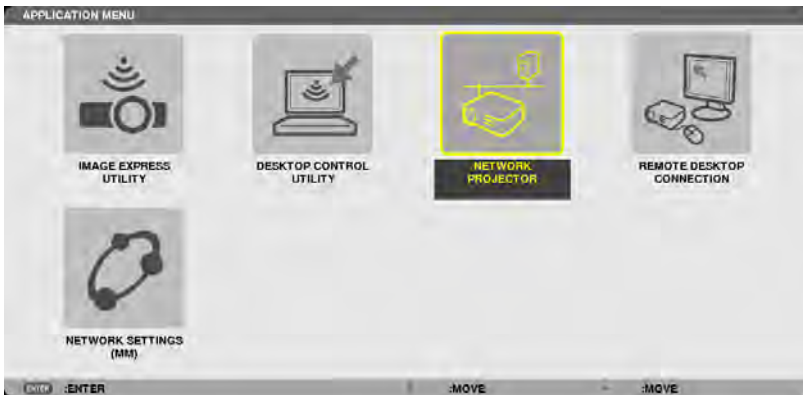 APPLICATION MENU
IMAGE EXPRESS
UTILITY
DESKTOP CONTROL
UTILITY
NETWORK
PROJECTOR
REMOTE DESKTOP
CONNECTION
NETWORK SETTINGS
(MM)
ENTER :ENTER :MOVE :MOVE